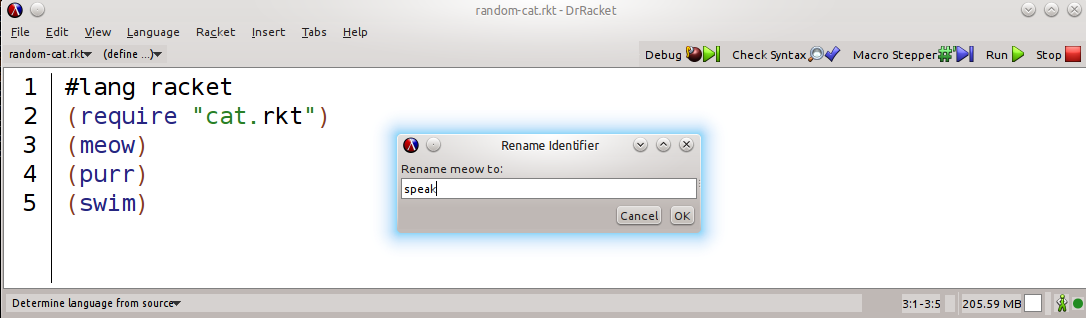 random-cat.rkt - DrRacket
File Edit View Language Racket Insert Tabs Help
random-cat.rkt (define ...) Debug Check Syntax Macro Stepper Run Stop
1 #lang racket
2 (require "cat.rkt")
3 (meow)
4 (purr)
5 (swim)
Rename Identifier
Rename meow to:
speak
Cancel OK
Determine language from source 3:1-3:5 205.59 MB